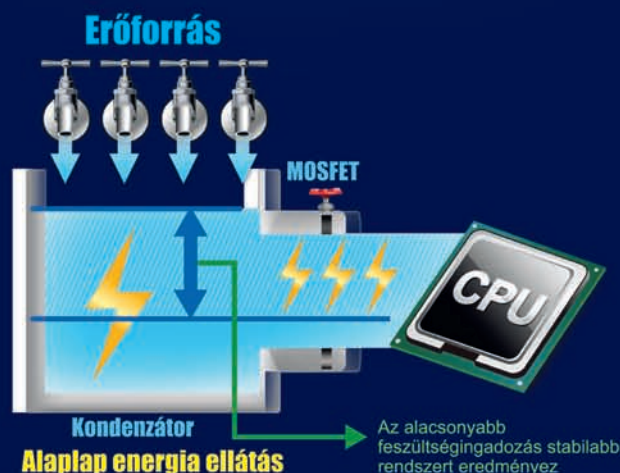 Erőforrás
MOSFET
CPU
Kondenzátor
Alaplap energia ellátás
Az alacsonyabb
feszültségingadozás stabilabb
rendszert eredményez